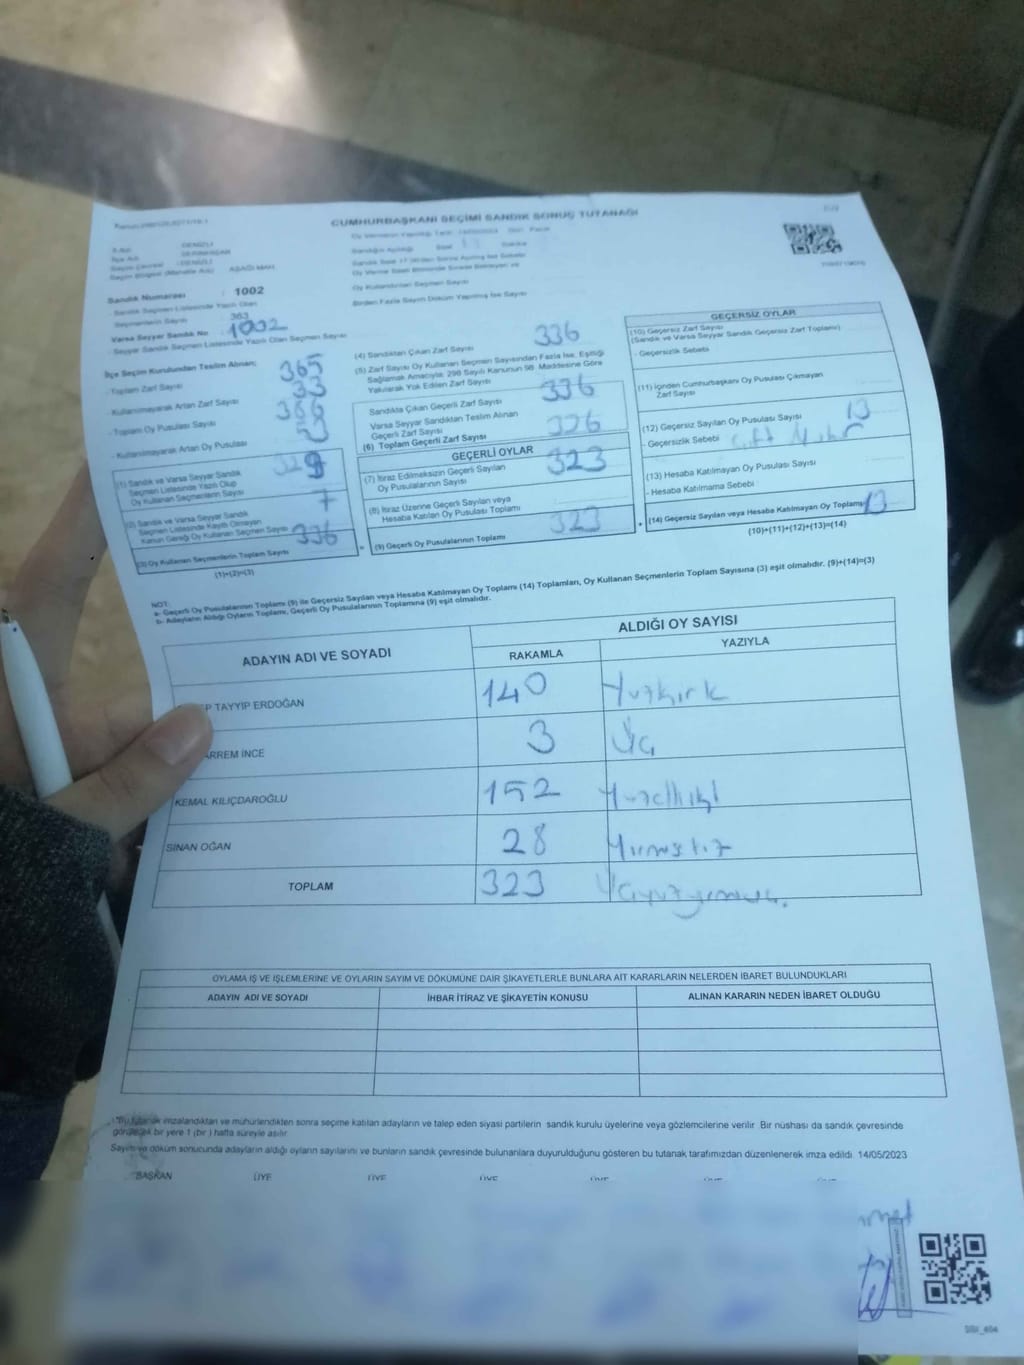 CUMHURBAŞKANI SEÇİMİ SANDIK SONUÇ TUTANAĞI
DENİZLİ
DENİZLİ
AŞAĞI MAH.
Sandık Numarası : 1002
Sandık Seçmen Listesinde Yazılı Olan
Seçmenlerin Sayısı 363
Varsa Seyyar Sandık No : 1002
- Seyyar Sandık Seçmen Listesinde Yazılı Olan Seçmen Sayısı
Oy Kullandırılan Seçmen Sayısı
Birden Fazla Sayım Döküm Yapılmış İse Sayısı
İlçe Seçim Kurulundan Teslim Alınan;
- Toplam Zarf Sayısı 365
- Kullanılmayarak Artan Zarf Sayısı 33
- Toplam Oy Pusulası Sayısı
- Kullanılmayarak Artan Oy Pusulası
(1) Sandık ve Varsa Seyyar Sandık
Seçmen Listesinde Yazılı Olup
Oy Kullanan Seçmenlerin Sayısı 329
(2) Sandık ve Varsa Seyyar Sandık
Seçmen Listesinde Kayıtlı Olmayan
Kanun Gereği Oy Kullanan Seçmen Sayısı 7
(3) Oy Kullanan Seçmenlerin Toplam Sayısı 336
(1)+(2)=(3)
(4) Sandıktan Çıkan Zarf Sayısı 336
(5) Zarf Sayısı Oy Kullanan Seçmen Sayısından Fazla İse, Eşitliği
Sağlamak Amacıyla, 298 Sayılı Kanunun 98. Maddesine Göre
Yakılarak Yok Edilen Zarf Sayısı
Sandıkta Çıkan Geçerli Zarf Sayısı 336
Varsa Seyyar Sandıktan Teslim Alınan
Geçerli Zarf Sayısı
(6) Toplam Geçerli Zarf Sayısı 336
GEÇERLİ OYLAR
(7) İtiraz Edilmeksizin Geçerli Sayılan
Oy Pusulalarının Sayısı 323
(8) İtiraz Üzerine Geçerli Sayılan veya
Hesaba Katılan Oy Pusulası Toplamı
(9) Geçerli Oy Pusulalarının Toplamı 323
GEÇERSİZ OYLAR
(10) Geçersiz Zarf Sayısı
(Sandık ve Varsa Seyyar Sandık Geçersiz Zarf Toplamı)
- Geçersizlik Sebebi
(11) İçinden Cumhurbaşkanı Oy Pusulası Çıkmayan
Zarf Sayısı
(12) Geçersiz Sayılan Oy Pusulası Sayısı 13
- Geçersizlik Sebebi Çift Mühür
(13) Hesaba Katılmayan Oy Pusulası Sayısı
- Hesaba Katılmama Sebebi
(14) Geçersiz Sayılan veya Hesaba Katılmayan Oy Toplamı 13
(10)+(11)+(12)+(13)=(14)
NOT:
a- Geçerli Oy Pusulalarının Toplamı (9) ile Geçersiz Sayılan veya Hesaba Katılmayan Oy Toplamı (14) Toplamları, Oy Kullanan Seçmenlerin Toplam Sayısına (3) eşit olmalıdır. (9)+(14)=(3)
b- Adayların Aldığı Oyların Toplamı, Geçerli Oy Pusulalarının Toplamına (9) eşit olmalıdır.
ADAYIN ADI VE SOYADI
ALDIĞI OY SAYISI
RAKAMLA YAZIYLA
TAYYİP ERDOĞAN 140 Yüzkırk
RREM İNCE 3 Üç
KEMAL KILIÇDAROĞLU 152 Yüzelliiki
SİNAN OĞAN 28 Yirmisekiz
TOPLAM 323
OYLAMA İŞ VE İŞLEMLERİNE VE OYLARIN SAYIM VE DÖKÜMÜNE DAİR ŞİKAYETLERLE BUNLARA AİT KARARLARIN NELERDEN İBARET BULUNDUKLARI
ADAYIN ADI VE SOYADI İHBAR İTİRAZ VE ŞİKAYETİN KONUSU ALINAN KARARIN NEDEN İBARET OLDUĞU
"Bu tutanak imzalandıktan ve mühürlendikten sonra seçime katılan adayların ve talep eden siyasi partilerin sandık kurulu üyelerine veya gözlemcilerine verilir. Bir nüshası da sandık çevresinde
görülecek bir yere 1 (bir) hafta süreyle asılır.
Sayım ve döküm sonucunda adayların aldığı oyların sayılarını ve bunların sandık çevresinde bulunanlara duyurulduğunu gösteren bu tutanak tarafımızdan düzenlenerek imza edildi. 14/05/2023
BAŞKAN ÜYE ÜYE ÜYE ÜYE ÜYE ÜYE